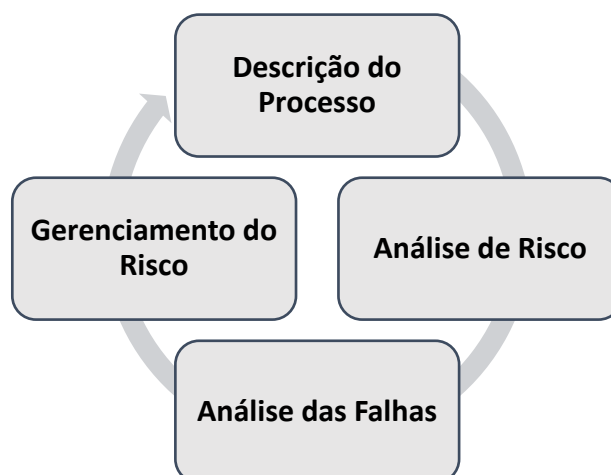 Descrição do
Processo
Gerenciamento do
Risco
Análise de Risco
Análise das Falhas